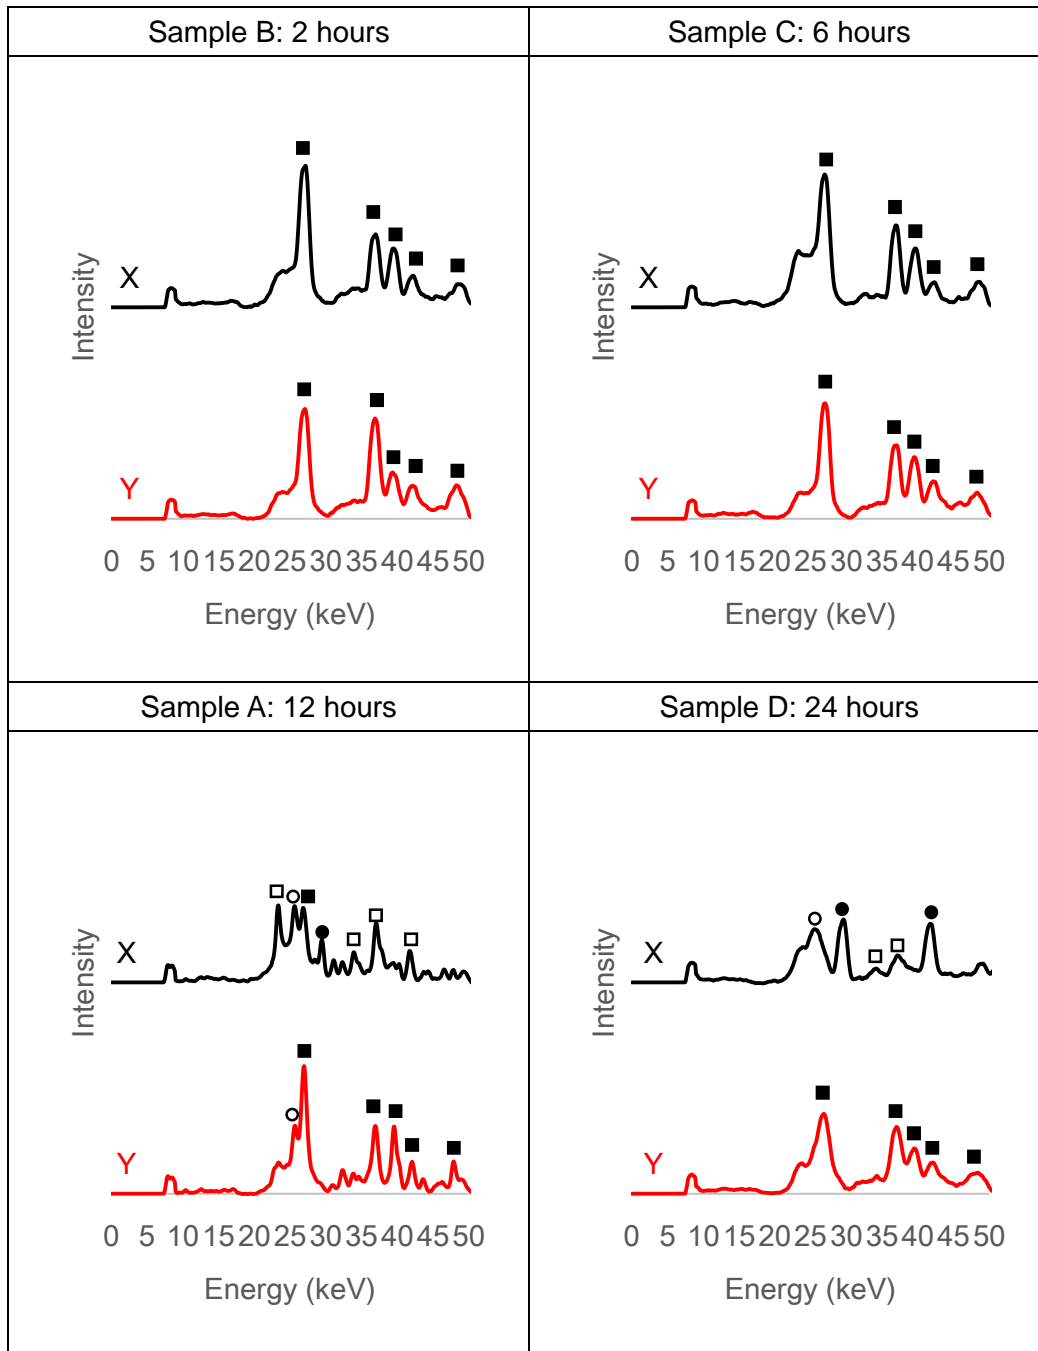 Sample B: 2 hours
Sample C: 6 hours
Intensity
X
Y
0 5 10 15 20 25 30 35 40 45 50
Energy (keV)
Intensity
X
Y
0 5 10 15 20 25 30 35 40 45 50
Energy (keV)
Sample A: 12 hours
Sample D: 24 hours
Intensity
X
Y
0 5 10 15 20 25 30 35 40 45 50
Energy (keV)
Intensity
X
Y
0 5 10 15 20 25 30 35 40 45 50
Energy (keV)